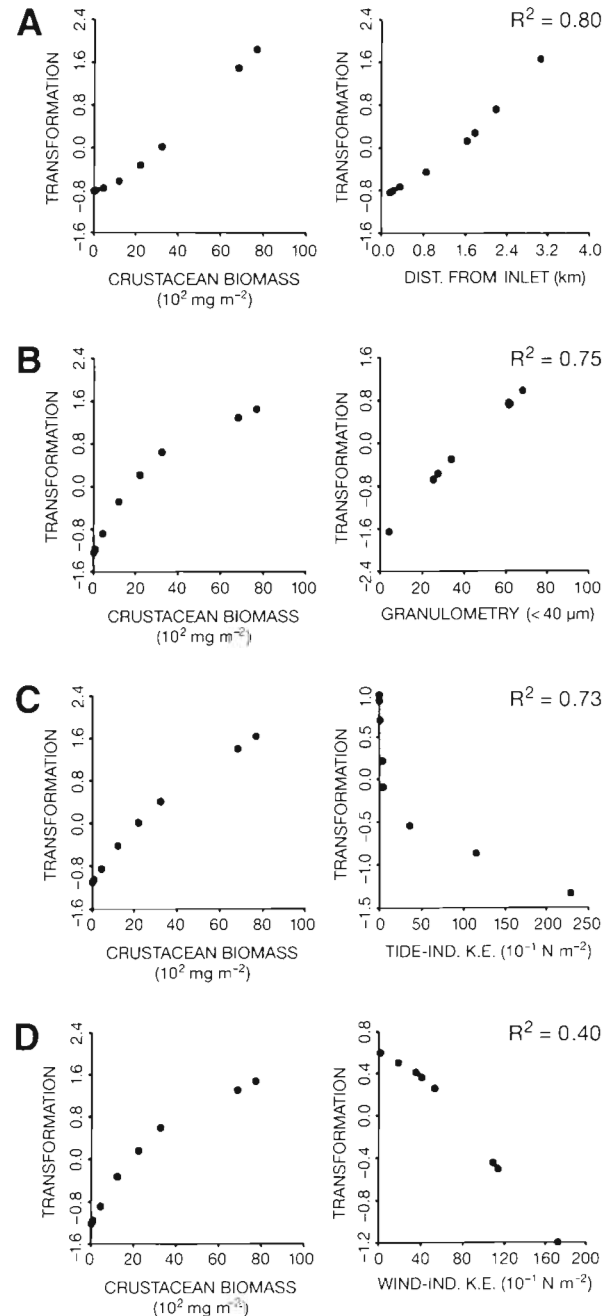 A
R² = 0.80
TRANSFORMATION
2.4
1.6
0.8
0.0
−0.8
−1.6
0 20 40 60 80 100
CRUSTACEAN BIOMASS
(10² mg m⁻²)
TRANSFORMATION
2.4
1.6
0.8
0.0
−0.8
−1.6
0.0 0.8 1.6 2.4 3.2 4.0
DIST. FROM INLET (km)
B
R² = 0.75
TRANSFORMATION
2.4
1.6
0.8
0.0
−0.8
−1.6
0 20 40 60 80 100
CRUSTACEAN BIOMASS
(10² mg m⁻²)
TRANSFORMATION
1.6
0.8
0.0
−0.8
−1.6
−2.4
0 20 40 60 80 100
GRANULOMETRY (< 40 µm)
C
R² = 0.73
TRANSFORMATION
2.4
1.6
0.8
0.0
−0.8
−1.6
0 20 40 60 80 100
CRUSTACEAN BIOMASS
(10² mg m⁻²)
TRANSFORMATION
1.0
0.5
0.0
−0.5
−1.0
−1.5
0 50 100 150 200 250
TIDE-IND. K.E. (10⁻¹ N m⁻²)
D
R² = 0.40
TRANSFORMATION
2.4
1.6
0.8
0.0
−0.8
−1.6
0 20 40 60 80 100
CRUSTACEAN BIOMASS
(10² mg m⁻²)
TRANSFORMATION
0.8
0.4
0.0
−0.4
−0.8
−1.2
0 40 80 120 160 200
WIND-IND. K.E. (10⁻¹ N m⁻²)